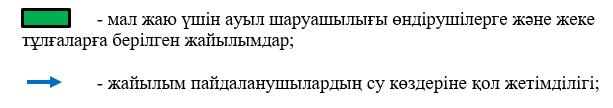 - мал жаю үшін ауыл шаруашылығы өндірушілерге және жеке
тұлғаларға берілген жайылымдар;
- жайылым пайдаланушылардың су көздеріне қол жетімділігі;